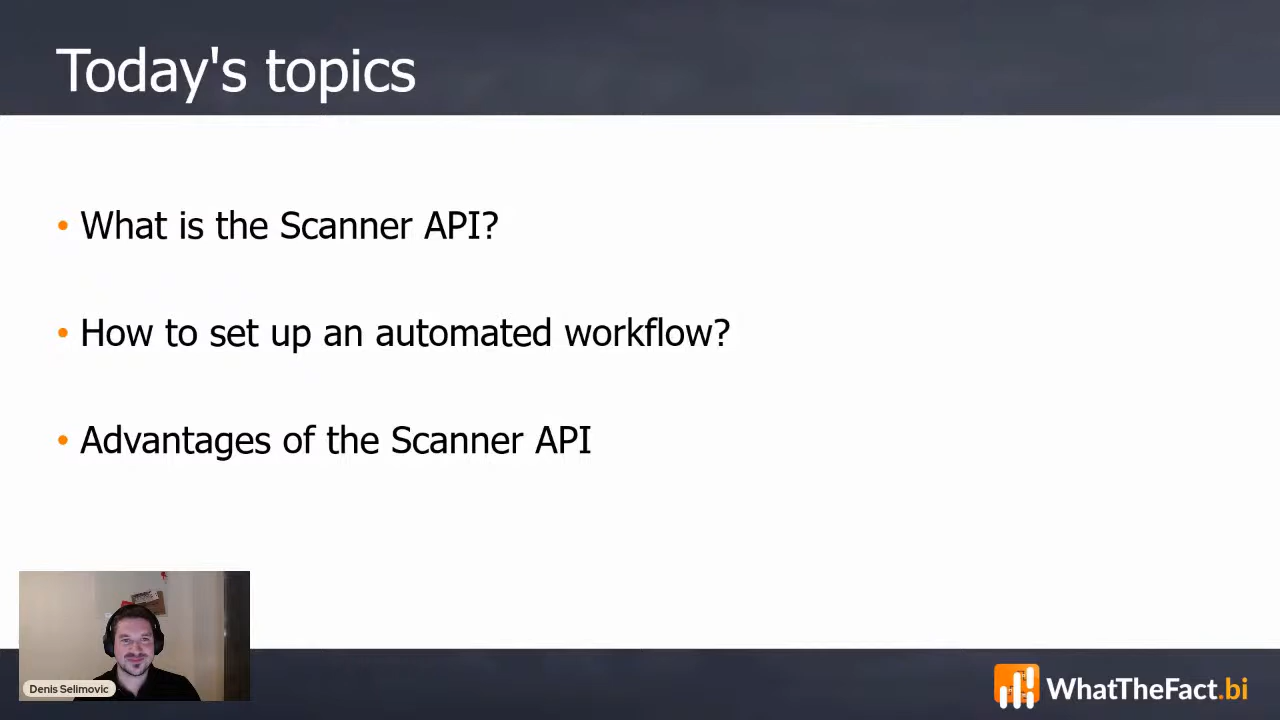 Today's topics
• What is the Scanner API?
• How to set up an automated workflow?
• Advantages of the Scanner API
Denis Selimovic
WhatTheFact.bi